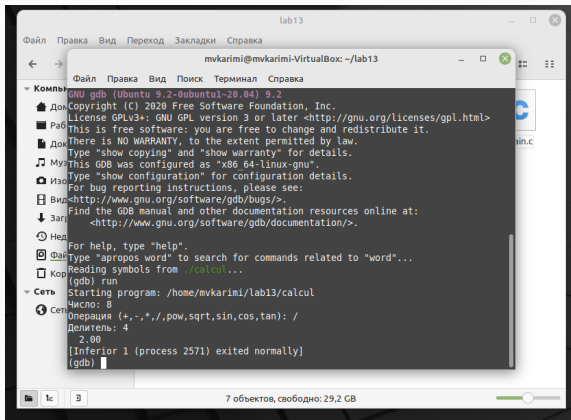 lab13
Файл Правка Вид Переход Закладки Справка
mvkarimi@mvkarimi-VirtualBox: ~/lab13
Файл Правка Вид Поиск Терминал Справка
GNU gdb (Ubuntu 9.2-0ubuntu1~20.04) 9.2
Copyright (C) 2020 Free Software Foundation, Inc.
License GPLv3+: GNU GPL version 3 or later <http://gnu.org/licenses/gpl.html>
This is free software: you are free to change and redistribute it.
There is NO WARRANTY, to the extent permitted by law.
Type "show copying" and "show warranty" for details.
This GDB was configured as "x86_64-linux-gnu".
Type "show configuration" for configuration details.
For bug reporting instructions, please see:
<http://www.gnu.org/software/gdb/bugs/>.
Find the GDB manual and other documentation resources online at:
<http://www.gnu.org/software/gdb/documentation/>.
For help, type "help".
Type "apropos word" to search for commands related to "word"...
Reading symbols from ./calcul...
(gdb) run
Starting program: /home/mvkarimi/lab13/calcul
Число: 8
Операция (+,-,*,/,pow,sqrt,sin,cos,tan): /
Делитель: 4
2.00
[Inferior 1 (process 2571) exited normally]
(gdb)
Сеть
7 объектов, свободно: 29,2 GB